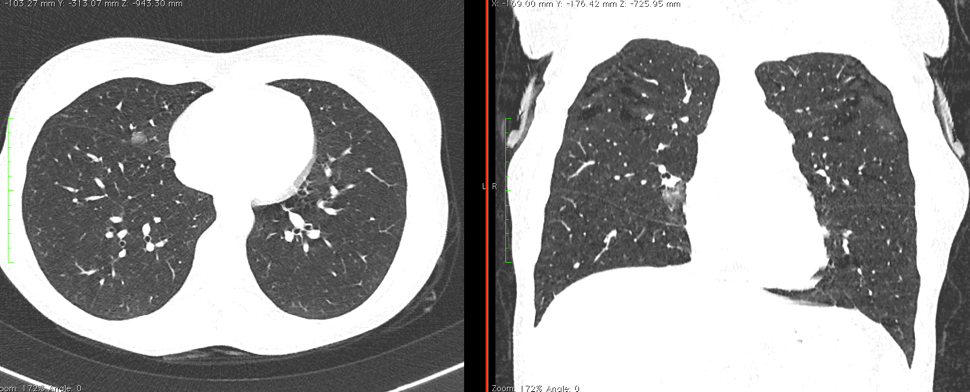 -103.27 mm Y: -313.07 mm Z: -943.30 mm
X: -169.00 mm Y: -176.42 mm Z: -725.95 mm
L R
Zoom: 172% Angle: 0
Zoom: 172% Angle: 0